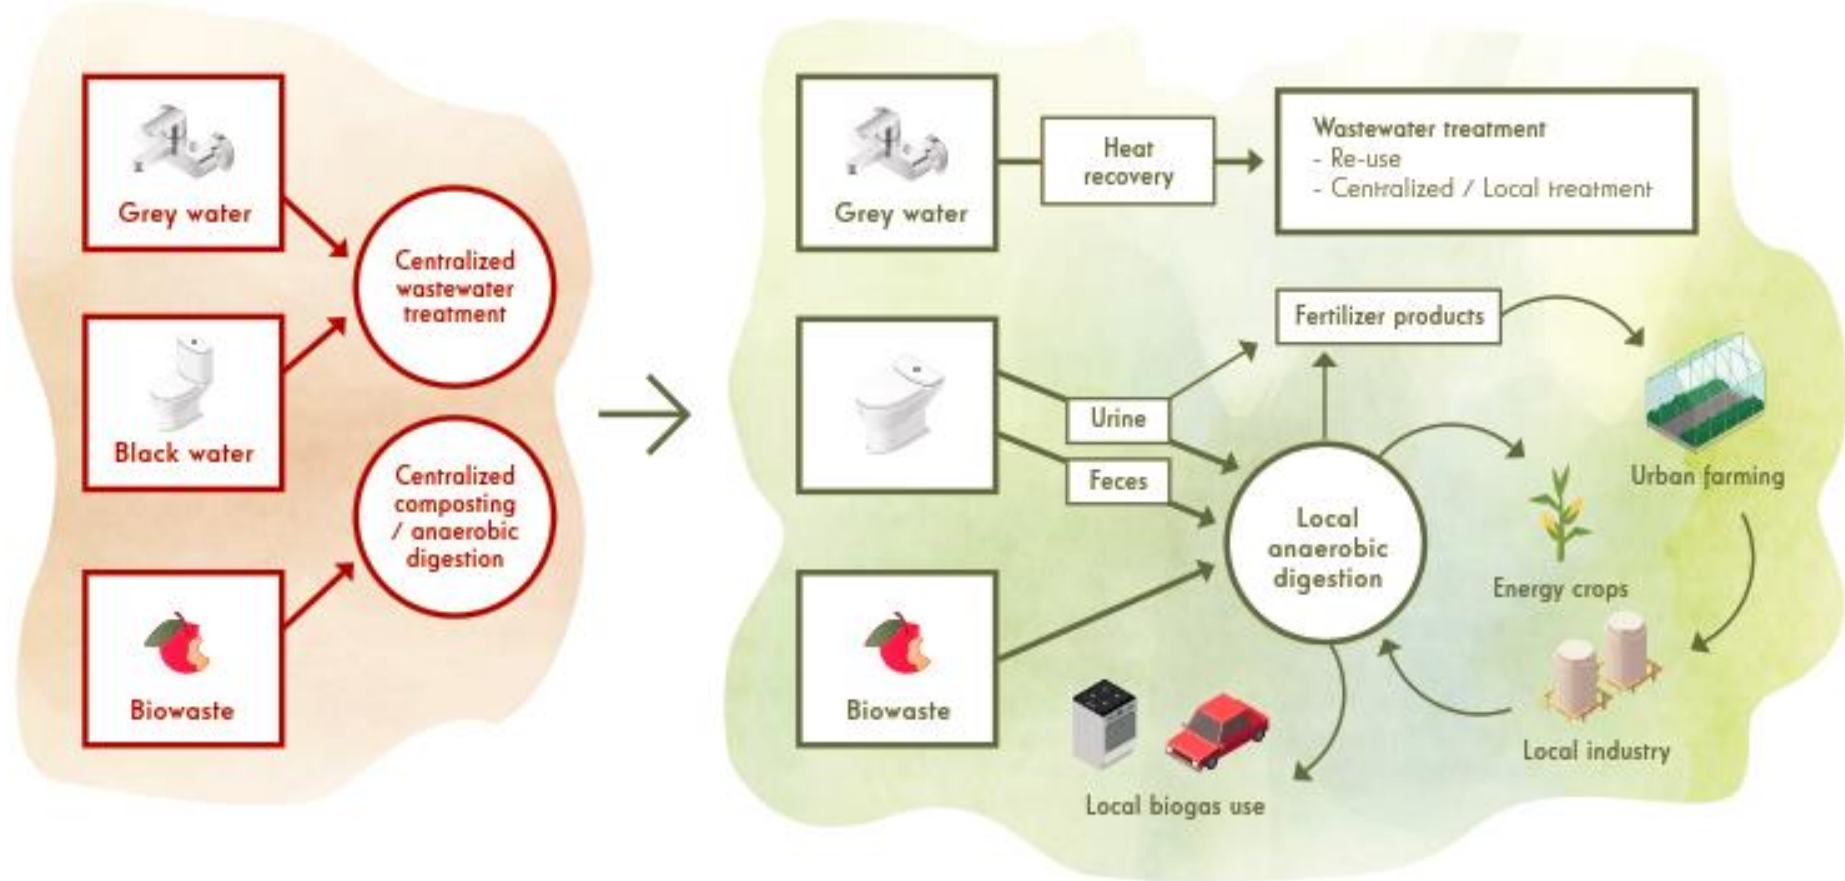 Grey water
Centralized
wastewater
treatment
Black water
Centralized
composting
/ anaerobic
digestion
Biowaste
Grey water
Heat
recovery
Wastewater treatment
- Re-use
- Centralized / Local treatment
Fertilizer products
Urine
Feces
Urban farming
Local
anaerobic
digestion
Energy crops
Biowaste
Local industry
Local biogas use